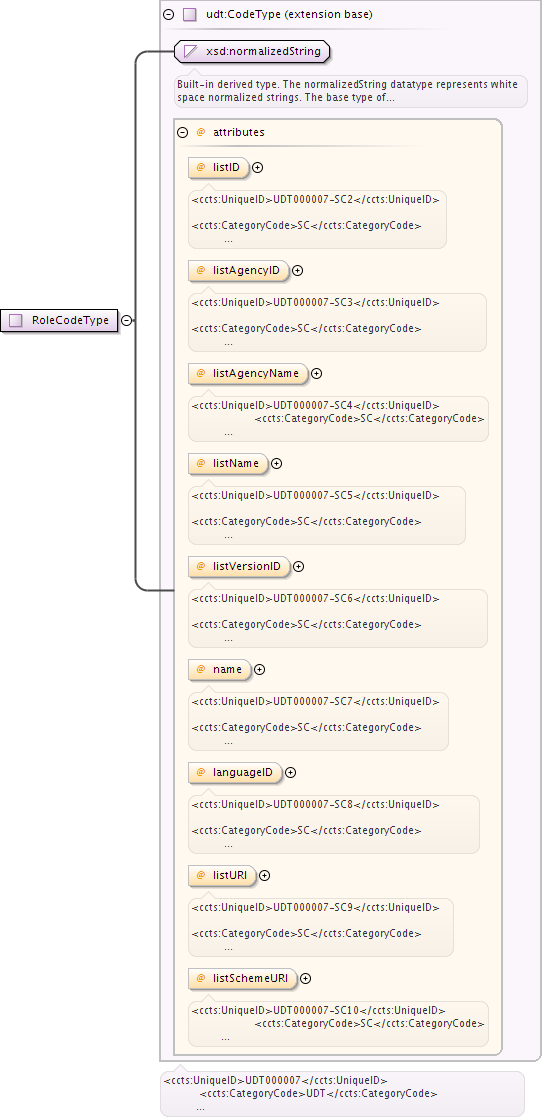 udt:CodeType (extension base)
xsd:normalizedString
Built-in derived type. The normalizedString datatype represents white
space normalized strings. The base type of...
@ attributes
@ listID
<ccts:UniqueID>UDT000007-SC2</ccts:UniqueID>
<ccts:CategoryCode>SC</ccts:CategoryCode>
...
@ listAgencyID
<ccts:UniqueID>UDT000007-SC3</ccts:UniqueID>
<ccts:CategoryCode>SC</ccts:CategoryCode>
...
RoleCodeType
@ listAgencyName
<ccts:UniqueID>UDT000007-SC4</ccts:UniqueID>
<ccts:CategoryCode>SC</ccts:CategoryCode>
...
@ listName
<ccts:UniqueID>UDT000007-SC5</ccts:UniqueID>
<ccts:CategoryCode>SC</ccts:CategoryCode>
...
@ listVersionID
<ccts:UniqueID>UDT000007-SC6</ccts:UniqueID>
<ccts:CategoryCode>SC</ccts:CategoryCode>
...
@ name
<ccts:UniqueID>UDT000007-SC7</ccts:UniqueID>
<ccts:CategoryCode>SC</ccts:CategoryCode>
...
@ languageID
<ccts:UniqueID>UDT000007-SC8</ccts:UniqueID>
<ccts:CategoryCode>SC</ccts:CategoryCode>
...
@ listURI
<ccts:UniqueID>UDT000007-SC9</ccts:UniqueID>
<ccts:CategoryCode>SC</ccts:CategoryCode>
...
@ listSchemeURI
<ccts:UniqueID>UDT000007-SC10</ccts:UniqueID>
<ccts:CategoryCode>SC</ccts:CategoryCode>
...
<ccts:UniqueID>UDT000007</ccts:UniqueID>
<ccts:CategoryCode>UDT</ccts:CategoryCode>
...